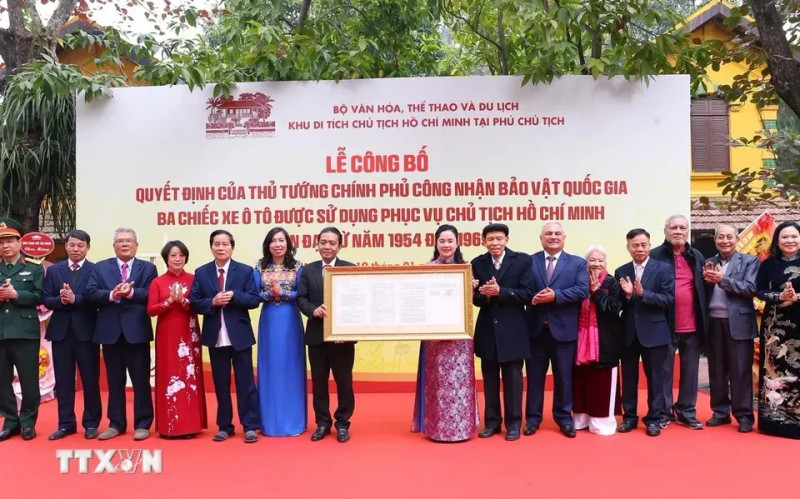 BỘ VĂN HÓA, THỂ THAO VÀ DU LỊCH
KHU DI TÍCH CHỦ TỊCH HỒ CHÍ MINH TẠI PHỦ CHỦ TỊCH
LỄ CÔNG BỐ
QUYẾT ĐỊNH CỦA THỦ TƯỚNG CHÍNH PHỦ CÔNG NHẬN BẢO VẬT QUỐC GIA
BA CHIẾC XE Ô TÔ ĐƯỢC SỬ DỤNG PHỤC VỤ CHỦ TỊCH HỒ CHÍ MINH
NĂM 1954
TTXVN